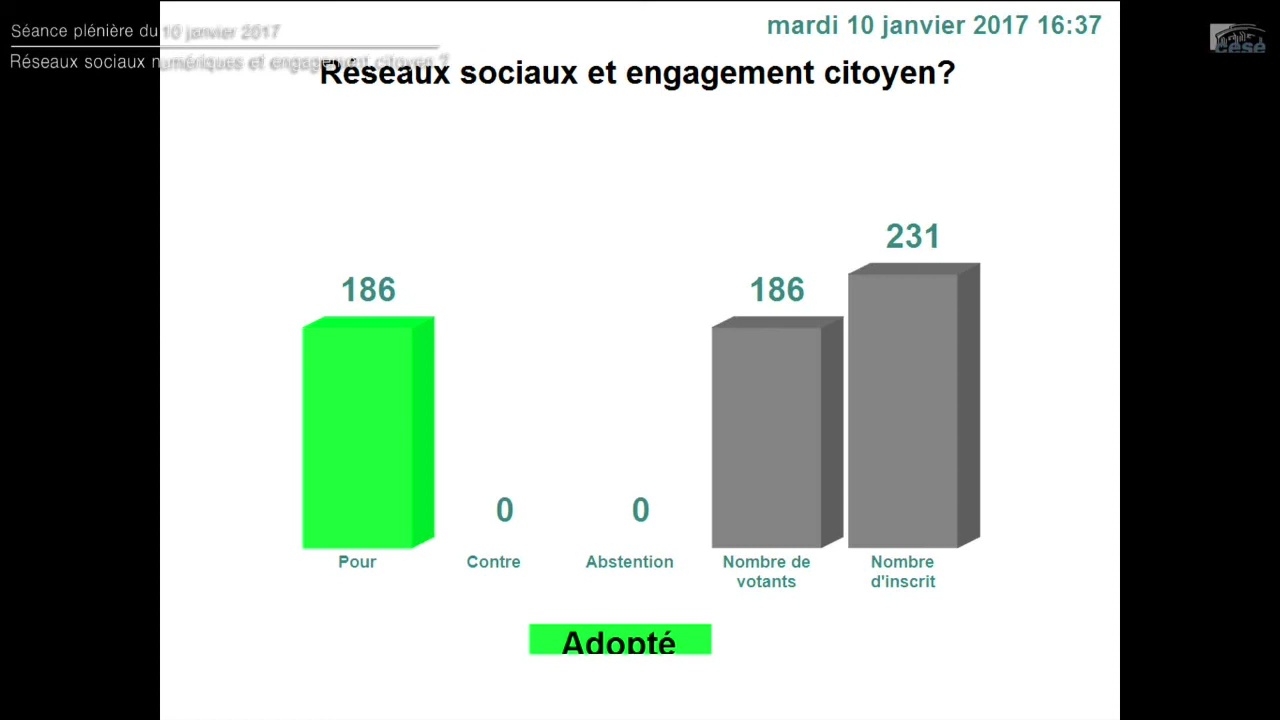 Séance plénière du 10 janvier 2017
Réseaux sociaux numériques et engagement citoyen ?
cese
mardi 10 janvier 2017 16:37
Réseaux sociaux et engagement citoyen?
186
0
0
186
231
Pour
Contre
Abstention
Nombre de
votants
Nombre
d'inscrit
Adopté